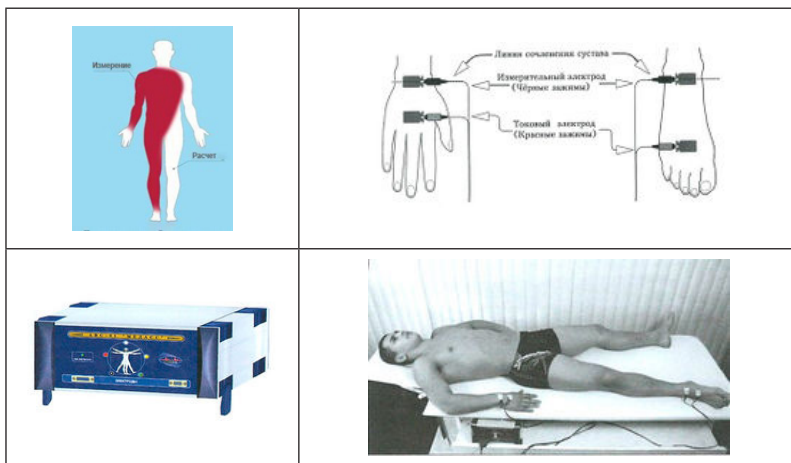 Измерение
Расчет
Линии сочленения сустава
Измерительный электрод
(Чёрные зажимы)
Токовый электрод
(Красные зажимы)